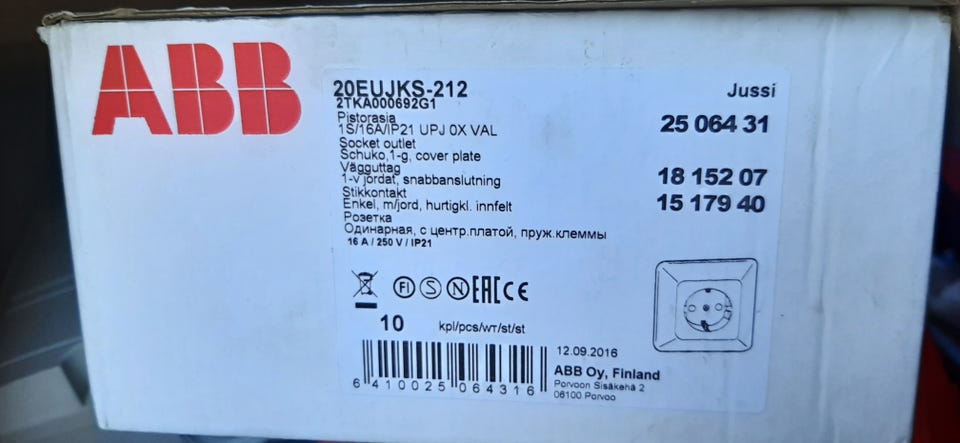 ABB
20EUJKS-212
Jussi
2TKA000692G1
Pistorasia
1S/16A/IP21 UPJ 0X VAL
25 064 31
Socket outlet
Schuko,1-g, cover plate
Vägguttag
1-v jordat, snabbanslutning
18 152 07
Stikkontakt
Enkel, m/jord, hurtigkl. innfelt
15 179 40
Розетка
Одинарная, с центр.платой, пруж.клеммы
16 A / 250 V / IP21
FI S N EAC CE
10 kpl/pcs/шт/st/st
12.09.2016
ABB Oy, Finland
Porvoon Sisäkehä 2
06100 Porvoo
6 410025 064316